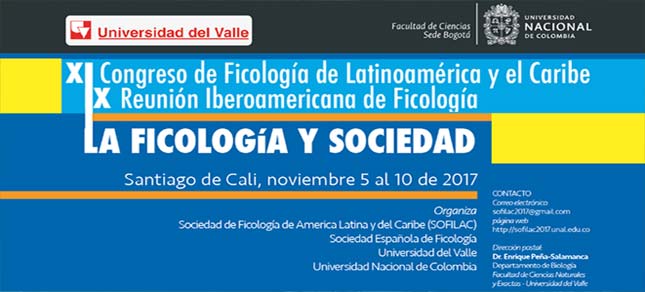 Universidad del Valle
Facultad de Ciencias
Sede Bogotá
UNIVERSIDAD
NACIONAL
DE COLOMBIA
XI Congreso de Ficología de Latinoamérica y el Caribe
IX Reunión Iberoamericana de Ficología
LA FICOLOGíA Y SOCIEDAD
Santiago de Cali, noviembre 5 al 10 de 2017
Organiza
Sociedad de Ficología de America Latina y del Caribe (SOFILAC)
Sociedad Española de Ficología
Universidad del Valle
Universidad Nacional de Colombia
CONTACTO
Correo electrónico
sofilac2017@gmail.com
página web
http://sofilac2017.unal.edu.co
Dirección postal:
Dr. Enrique Peña-Salamanca
Departamento de Biología
Facultad de Ciencias Naturales
y Exactas - Universidad del Valle